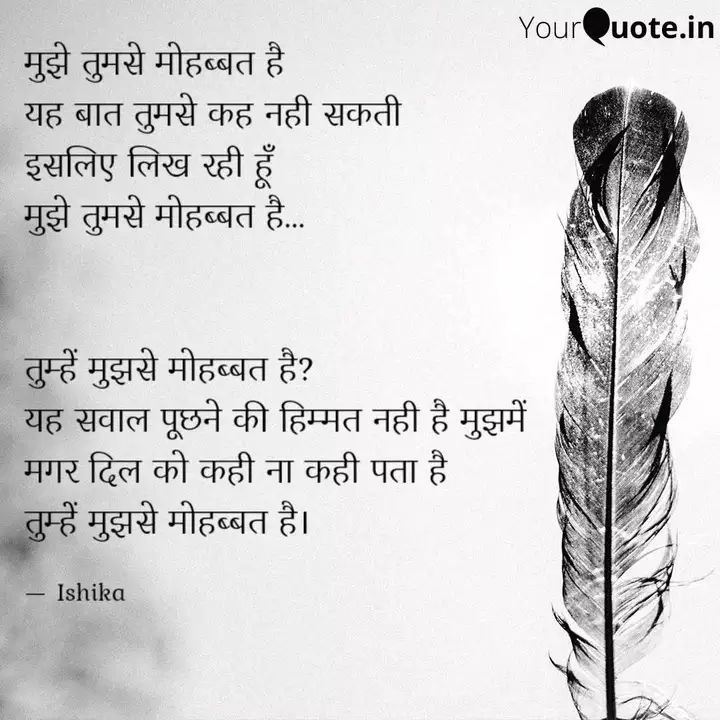 YourQuote.in
मुझे तुमसे मोहब्बत है
यह बात तुमसे कह नही सकती
इसलिए लिख रही हूँ
मुझे तुमसे मोहब्बत है...
तुम्हें मुझसे मोहब्बत है?
यह सवाल पूछने की हिम्मत नही है मुझमें
मगर दिल को कही ना कही पता है
तुम्हें मुझसे मोहब्बत है।
— Ishika